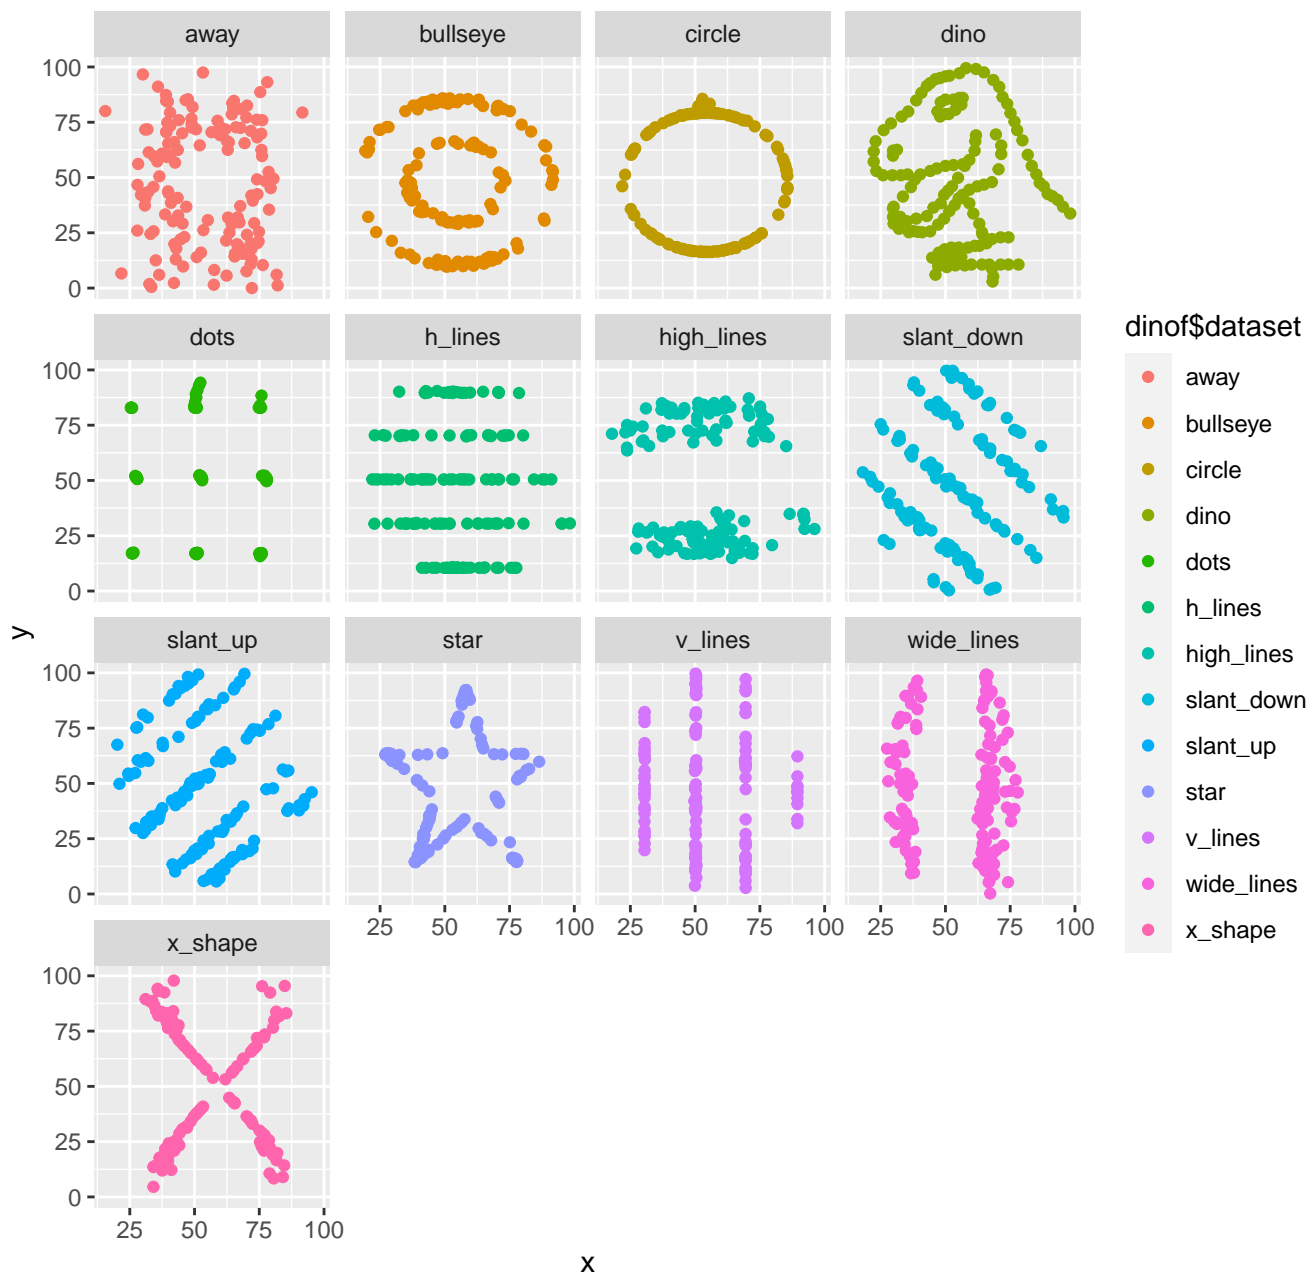 away bullseye circle dino
100
75
50
25
0
dots h_lines high_lines slant_down
100
75
50
25
0
slant_up star v_lines wide_lines
100
75
50
25
0
25 50 75 100 25 50 75 100 25 50 75 100
x_shape
100
75
50
25
0
25 50 75 100
x
y
dinof$dataset
away
bullseye
circle
dino
dots
h_lines
high_lines
slant_down
slant_up
star
v_lines
wide_lines
x_shape